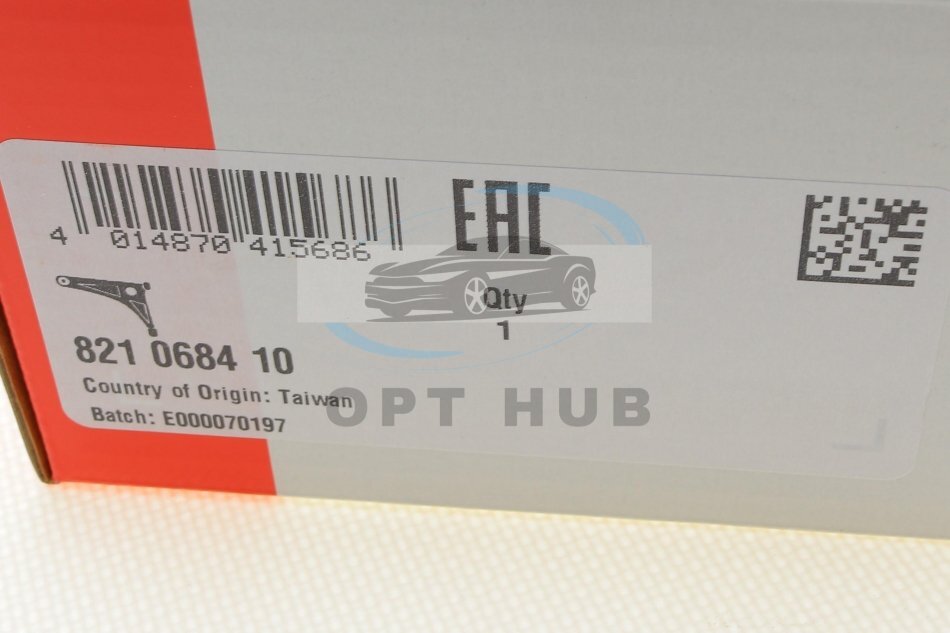 4 014870 415686
EAC
Qty
1
821 0684 10
Country of Origin: Taiwan
Batch: E000070197
OPT HUB